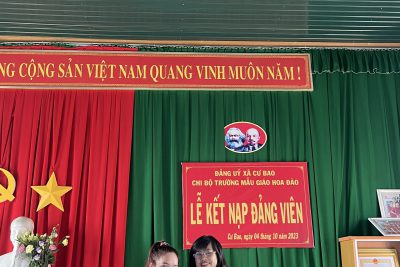 NG CỘNG SẢN VIỆT NAM QUANG VINH MUÔN NĂM !
ĐẢNG UỶ XÃ CƯ BAO
CHI BỘ TRƯỜNG MẪU GIÁO HOA ĐÀO
LỄ KẾT NẠP ĐẢNG VIÊN
Cư Bao, ngày 04 tháng 10 năm 2023